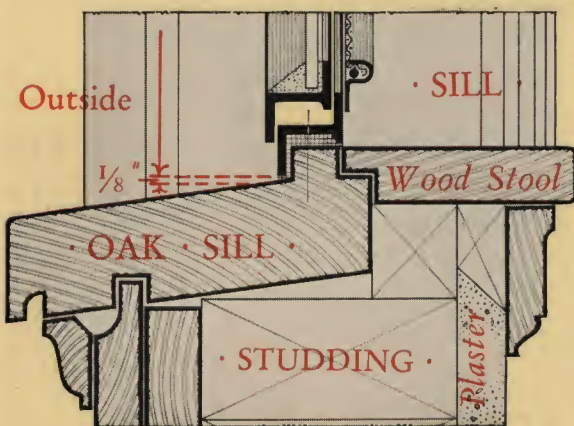 Outside
· SILL ·
1/8"
Wood Stool
· OAK · SILL ·
· STUDDING ·
Plaster